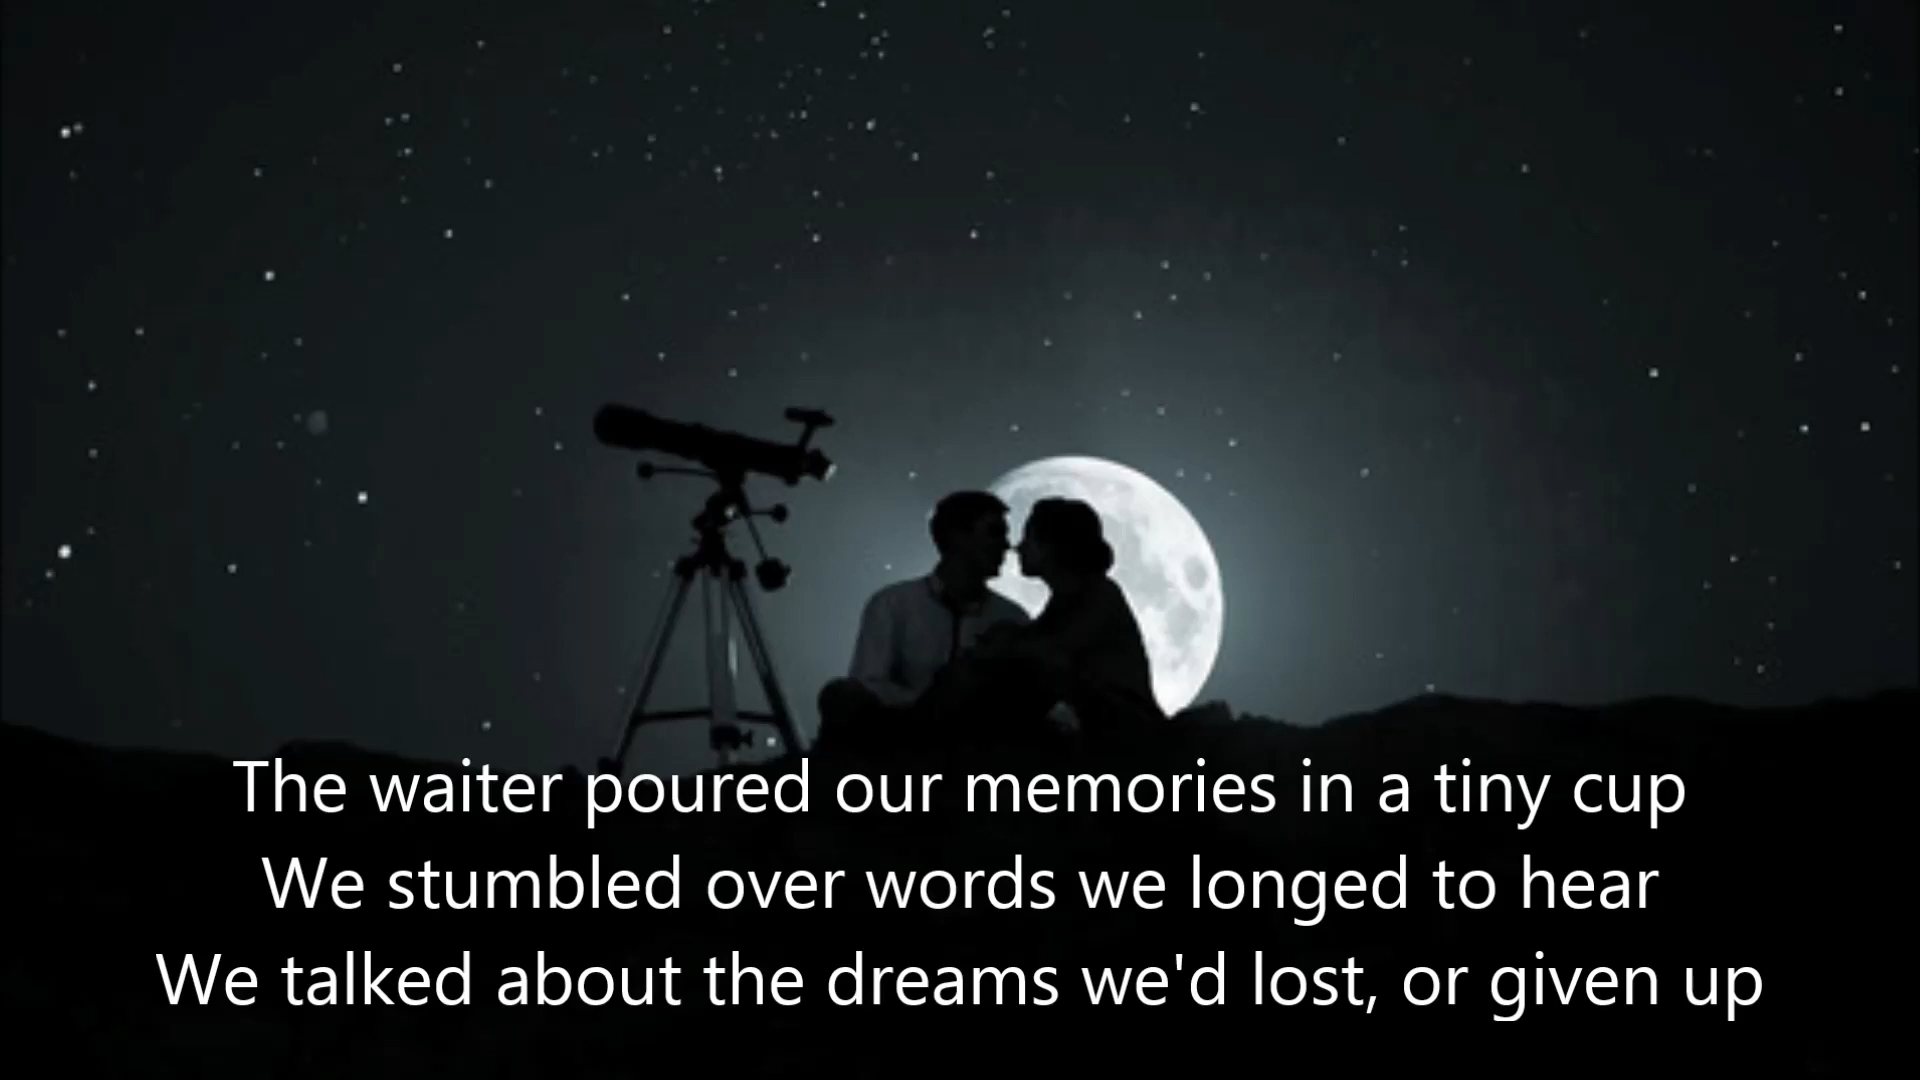 The waiter poured our memories in a tiny cup
We stumbled over words we longed to hear
We talked about the dreams we'd lost, or given up